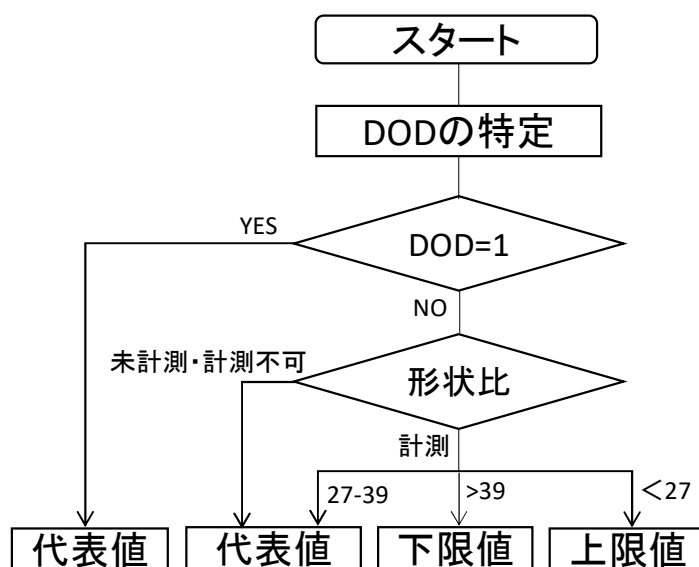 スタート
DODの特定
YES
DOD=1
NO
未計測・計測不可
形状比
計測
27-39
>39
＜27
代表値
代表値
下限値
上限値